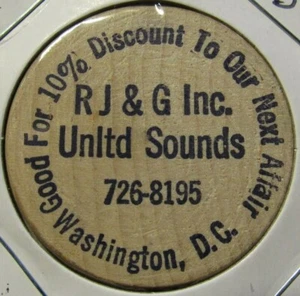 Good For 10% Discount To Our Next Affair
R J & G Inc.
Unltd Sounds
726-8195
Washington, D.C.